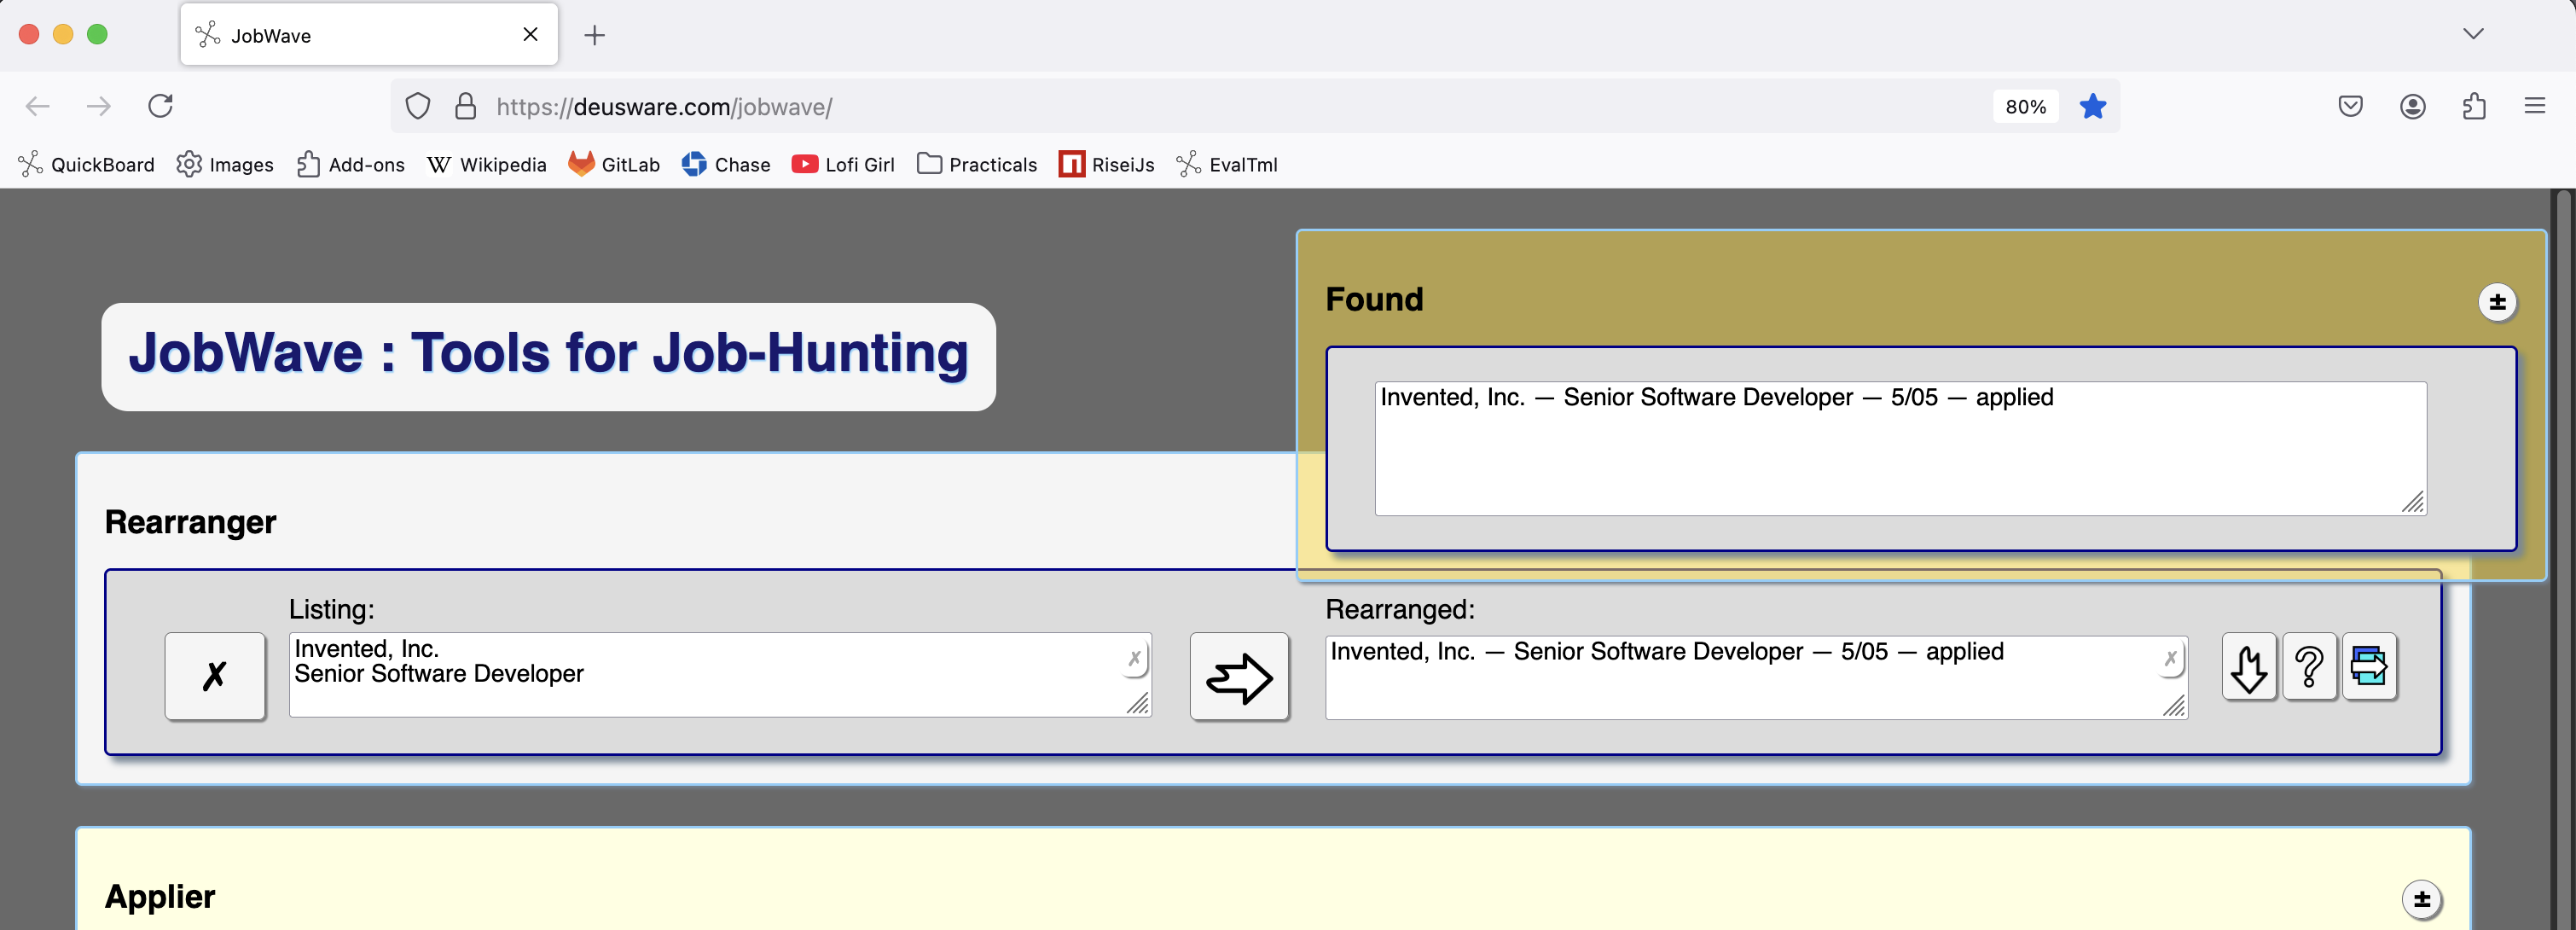 JobWave
https://deusware.com/jobwave/
80%
QuickBoard Images Add-ons Wikipedia GitLab Chase Lofi Girl Practicals RiseiJs EvalTml
Found
±
JobWave : Tools for Job-Hunting
Invented, Inc. — Senior Software Developer — 5/05 — applied
Rearranger
Listing:
Rearranged:
✗
Invented, Inc.
Senior Software Developer
✗
Invented, Inc. — Senior Software Developer — 5/05 — applied
✗
?
Applier
±